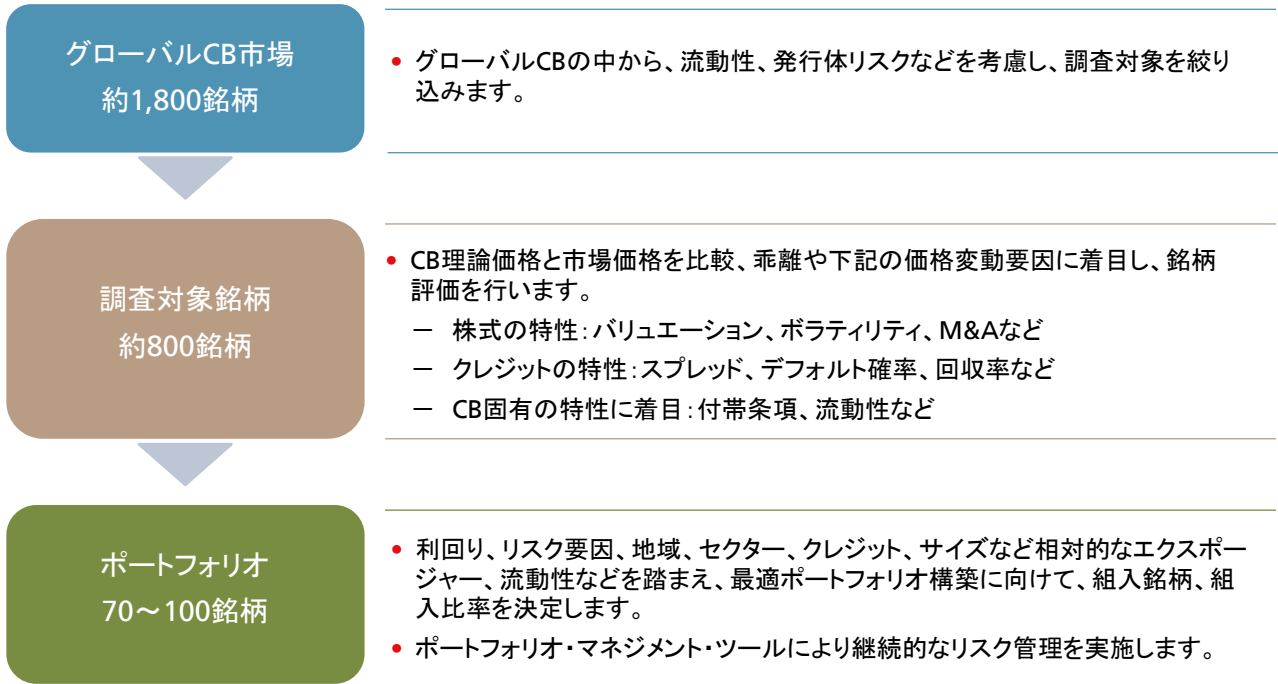 グローバルCB市場
約1,800銘柄
• グローバルCBの中から、流動性、発行体リスクなどを考慮し、調査対象を絞り
込みます。
調査対象銘柄
約800銘柄
• CB理論価格と市場価格を比較、乖離や下記の価格変動要因に着目し、銘柄
評価を行います。
― 株式の特性：バリュエーション、ボラティリティ、M&Aなど
― クレジットの特性：スプレッド、デフォルト確率、回収率など
― CB固有の特性に着目：付帯条項、流動性など
ポートフォリオ
70～100銘柄
• 利回り、リスク要因、地域、セクター、クレジット、サイズなど相対的なエクスポー
ジャー、流動性などを踏まえ、最適ポートフォリオ構築に向けて、組入銘柄、組
入比率を決定します。
• ポートフォリオ・マネジメント・ツールにより継続的なリスク管理を実施します。